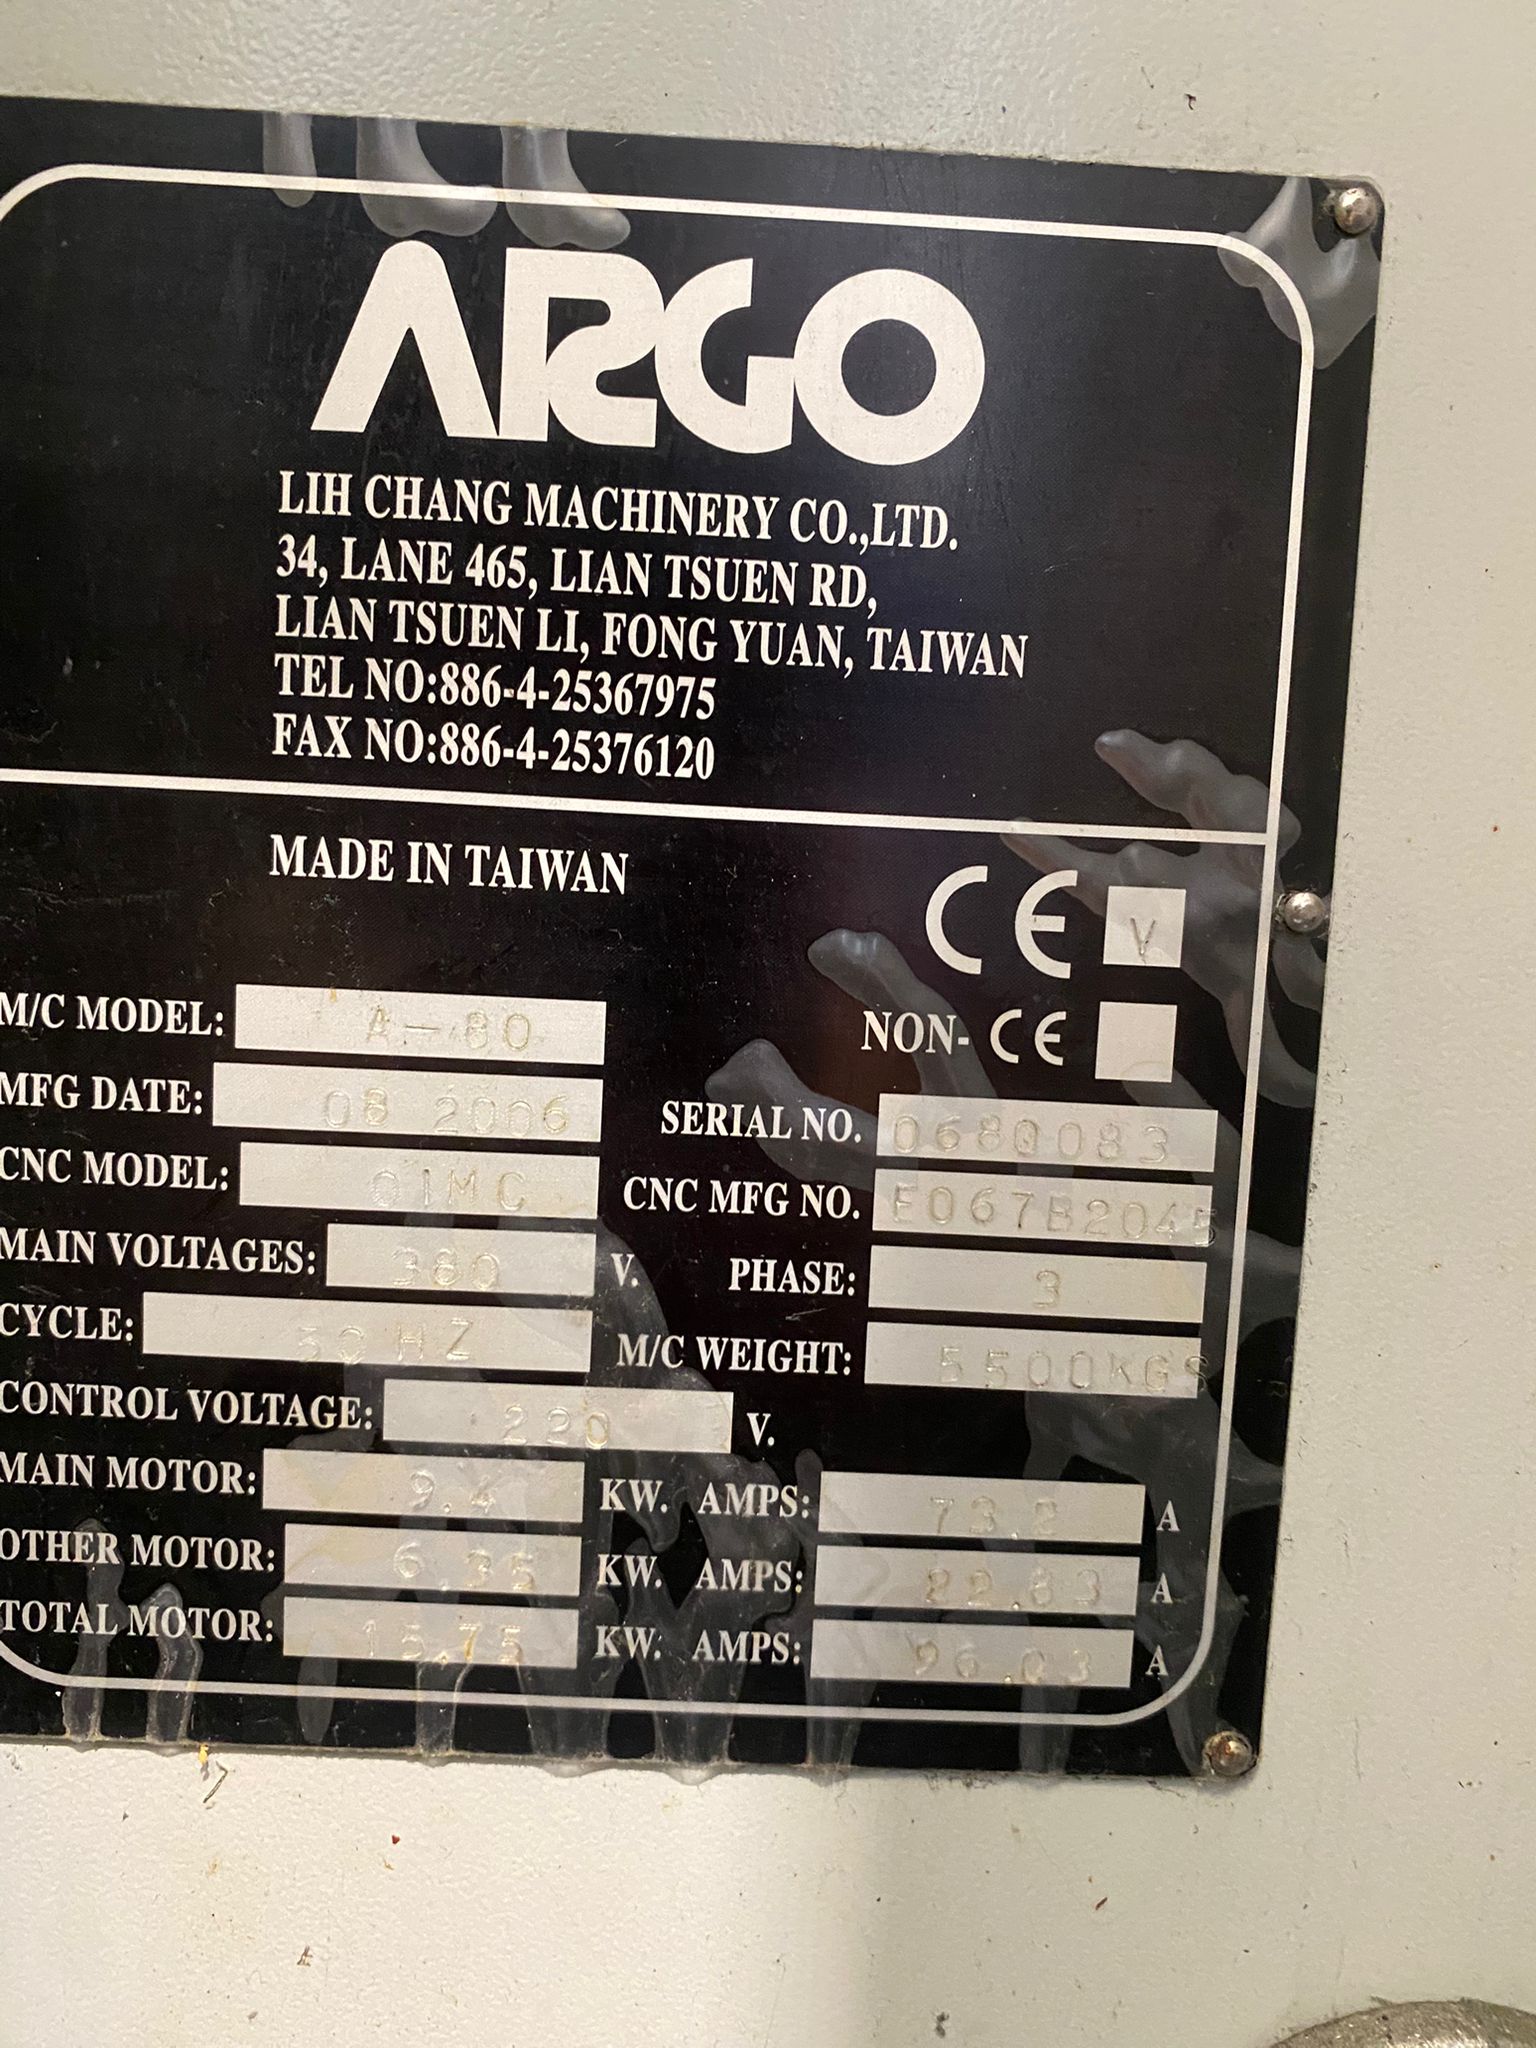 ARGO
LIH CHANG MACHINERY CO.,LTD.
34, LANE 465, LIAN TSUEN RD,
LIAN TSUEN LI, FONG YUAN, TAIWAN
TEL NO:886-4-25367975
FAX NO:886-4-25376120
MADE IN TAIWAN
CE V
M/C MODEL: A-80
NON- CE
MFG DATE: 08 2006
SERIAL NO. 0680083
CNC MODEL: 0IMC
CNC MFG NO. E067B2045
MAIN VOLTAGES: 380 V.
PHASE: 3
CYCLE: 50 HZ
M/C WEIGHT: 5500KGS
CONTROL VOLTAGE: 220 V.
MAIN MOTOR: 9.4 KW. AMPS: 73.2 A
OTHER MOTOR: 6.35 KW. AMPS: 22.83 A
TOTAL MOTOR: 15.75 KW. AMPS: 96.03 A